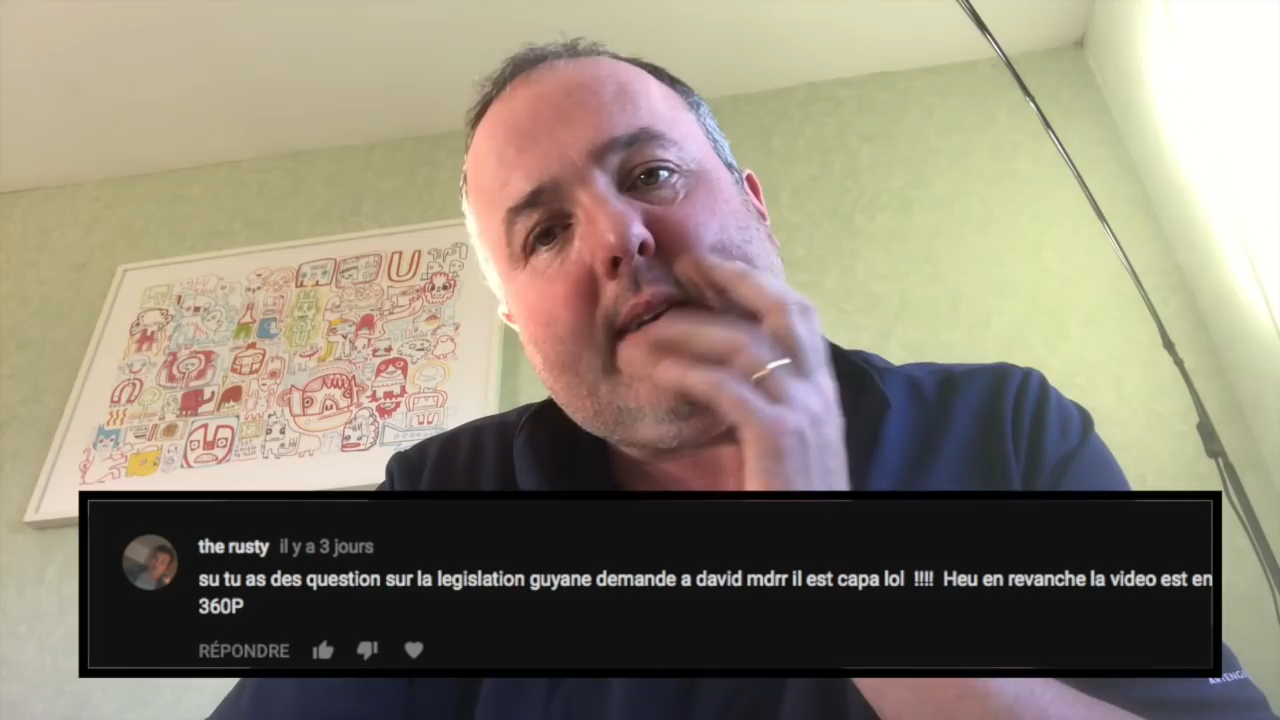 the rusty il y a 3 jours
su tu as des question sur la legislation guyane demande a david mdrr il est capa lol !!!! Heu en revanche la video est en
360P
RÉPONDRE